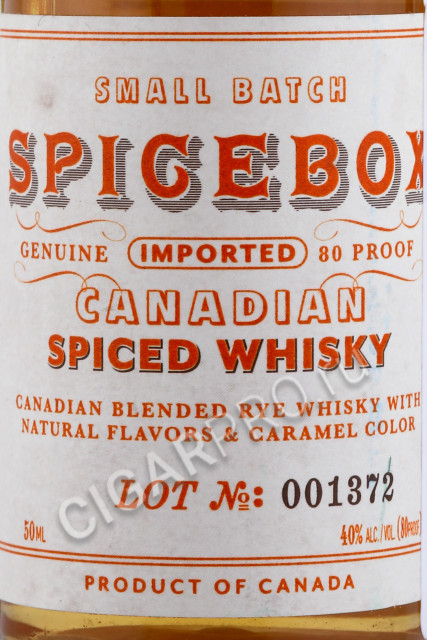 SMALL BATCH
SPICEBOX
GENUINE IMPORTED 80 PROOF
CANADIAN
SPICED WHISKY
CANADIAN BLENDED RYE WHISKY WITH
NATURAL FLAVORS & CARAMEL COLOR
CIGARPRO.ru
LOT №: 001372
50ML 40% ALC./VOL. (80PROOF)
PRODUCT OF CANADA